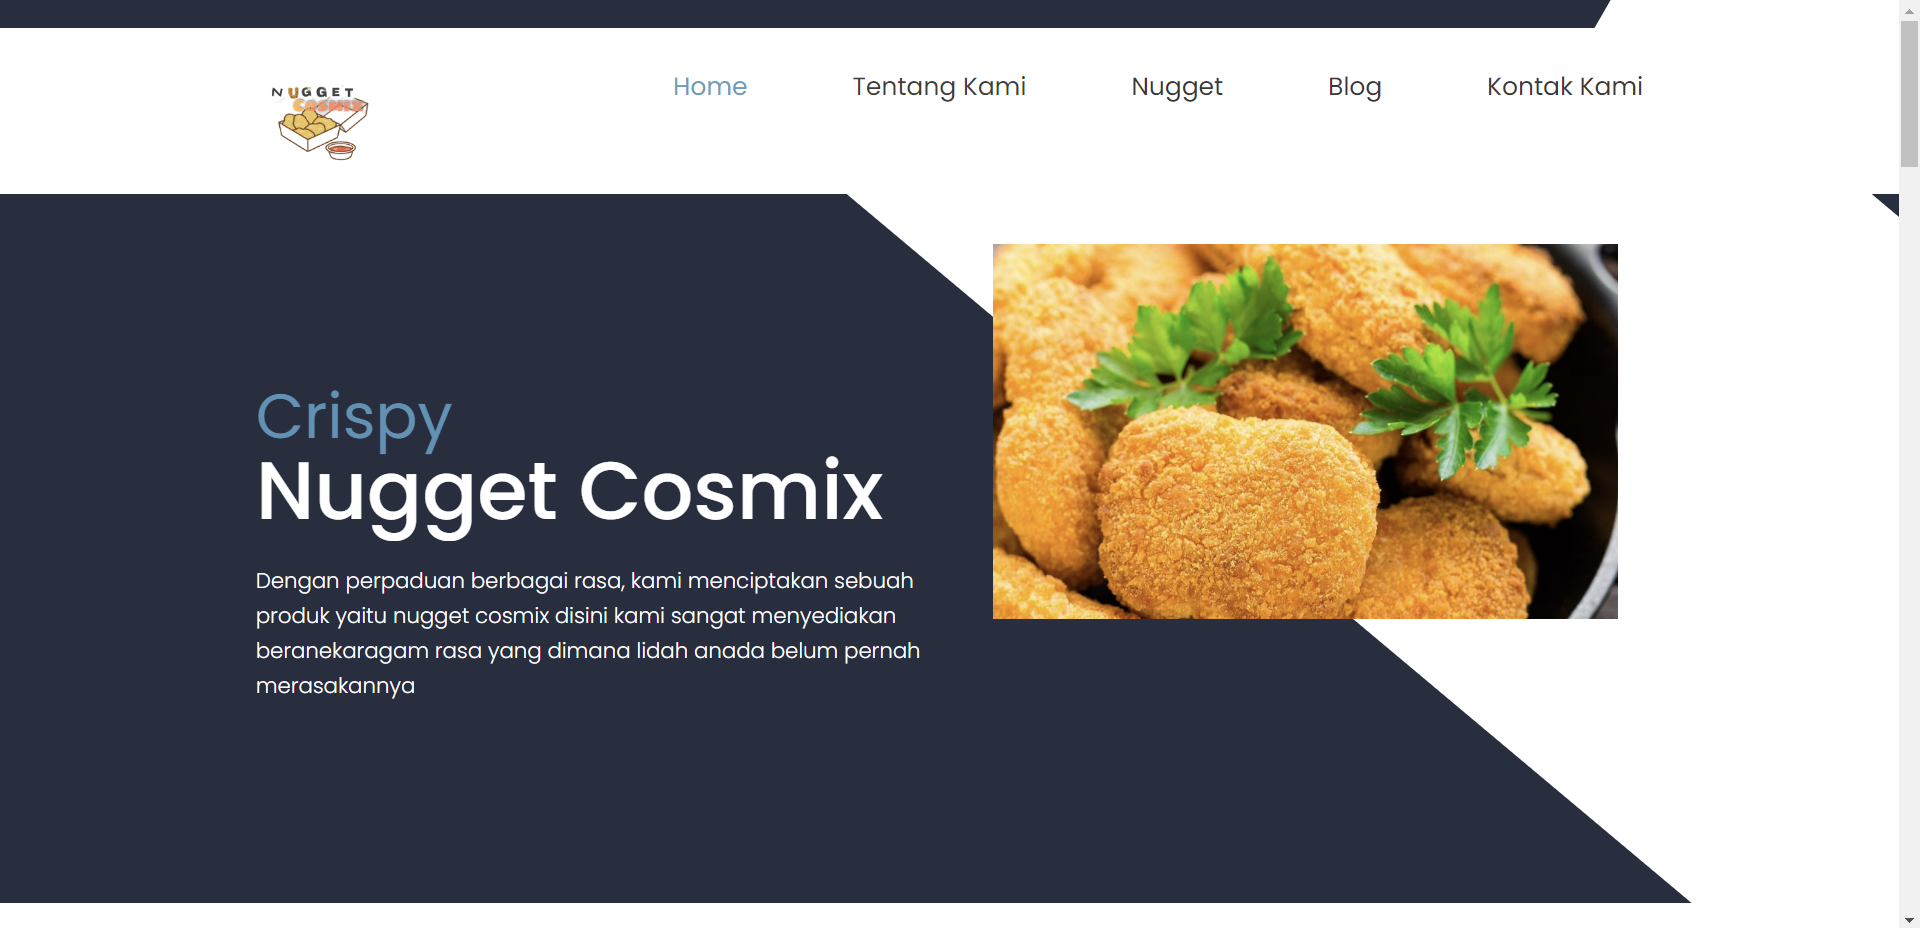 NUGGET
COSMIX
Home Tentang Kami Nugget Blog Kontak Kami
Crispy
Nugget Cosmix
Dengan perpaduan berbagai rasa, kami menciptakan sebuah
produk yaitu nugget cosmix disini kami sangat menyediakan
beranekaragam rasa yang dimana lidah anada belum pernah
merasakannya